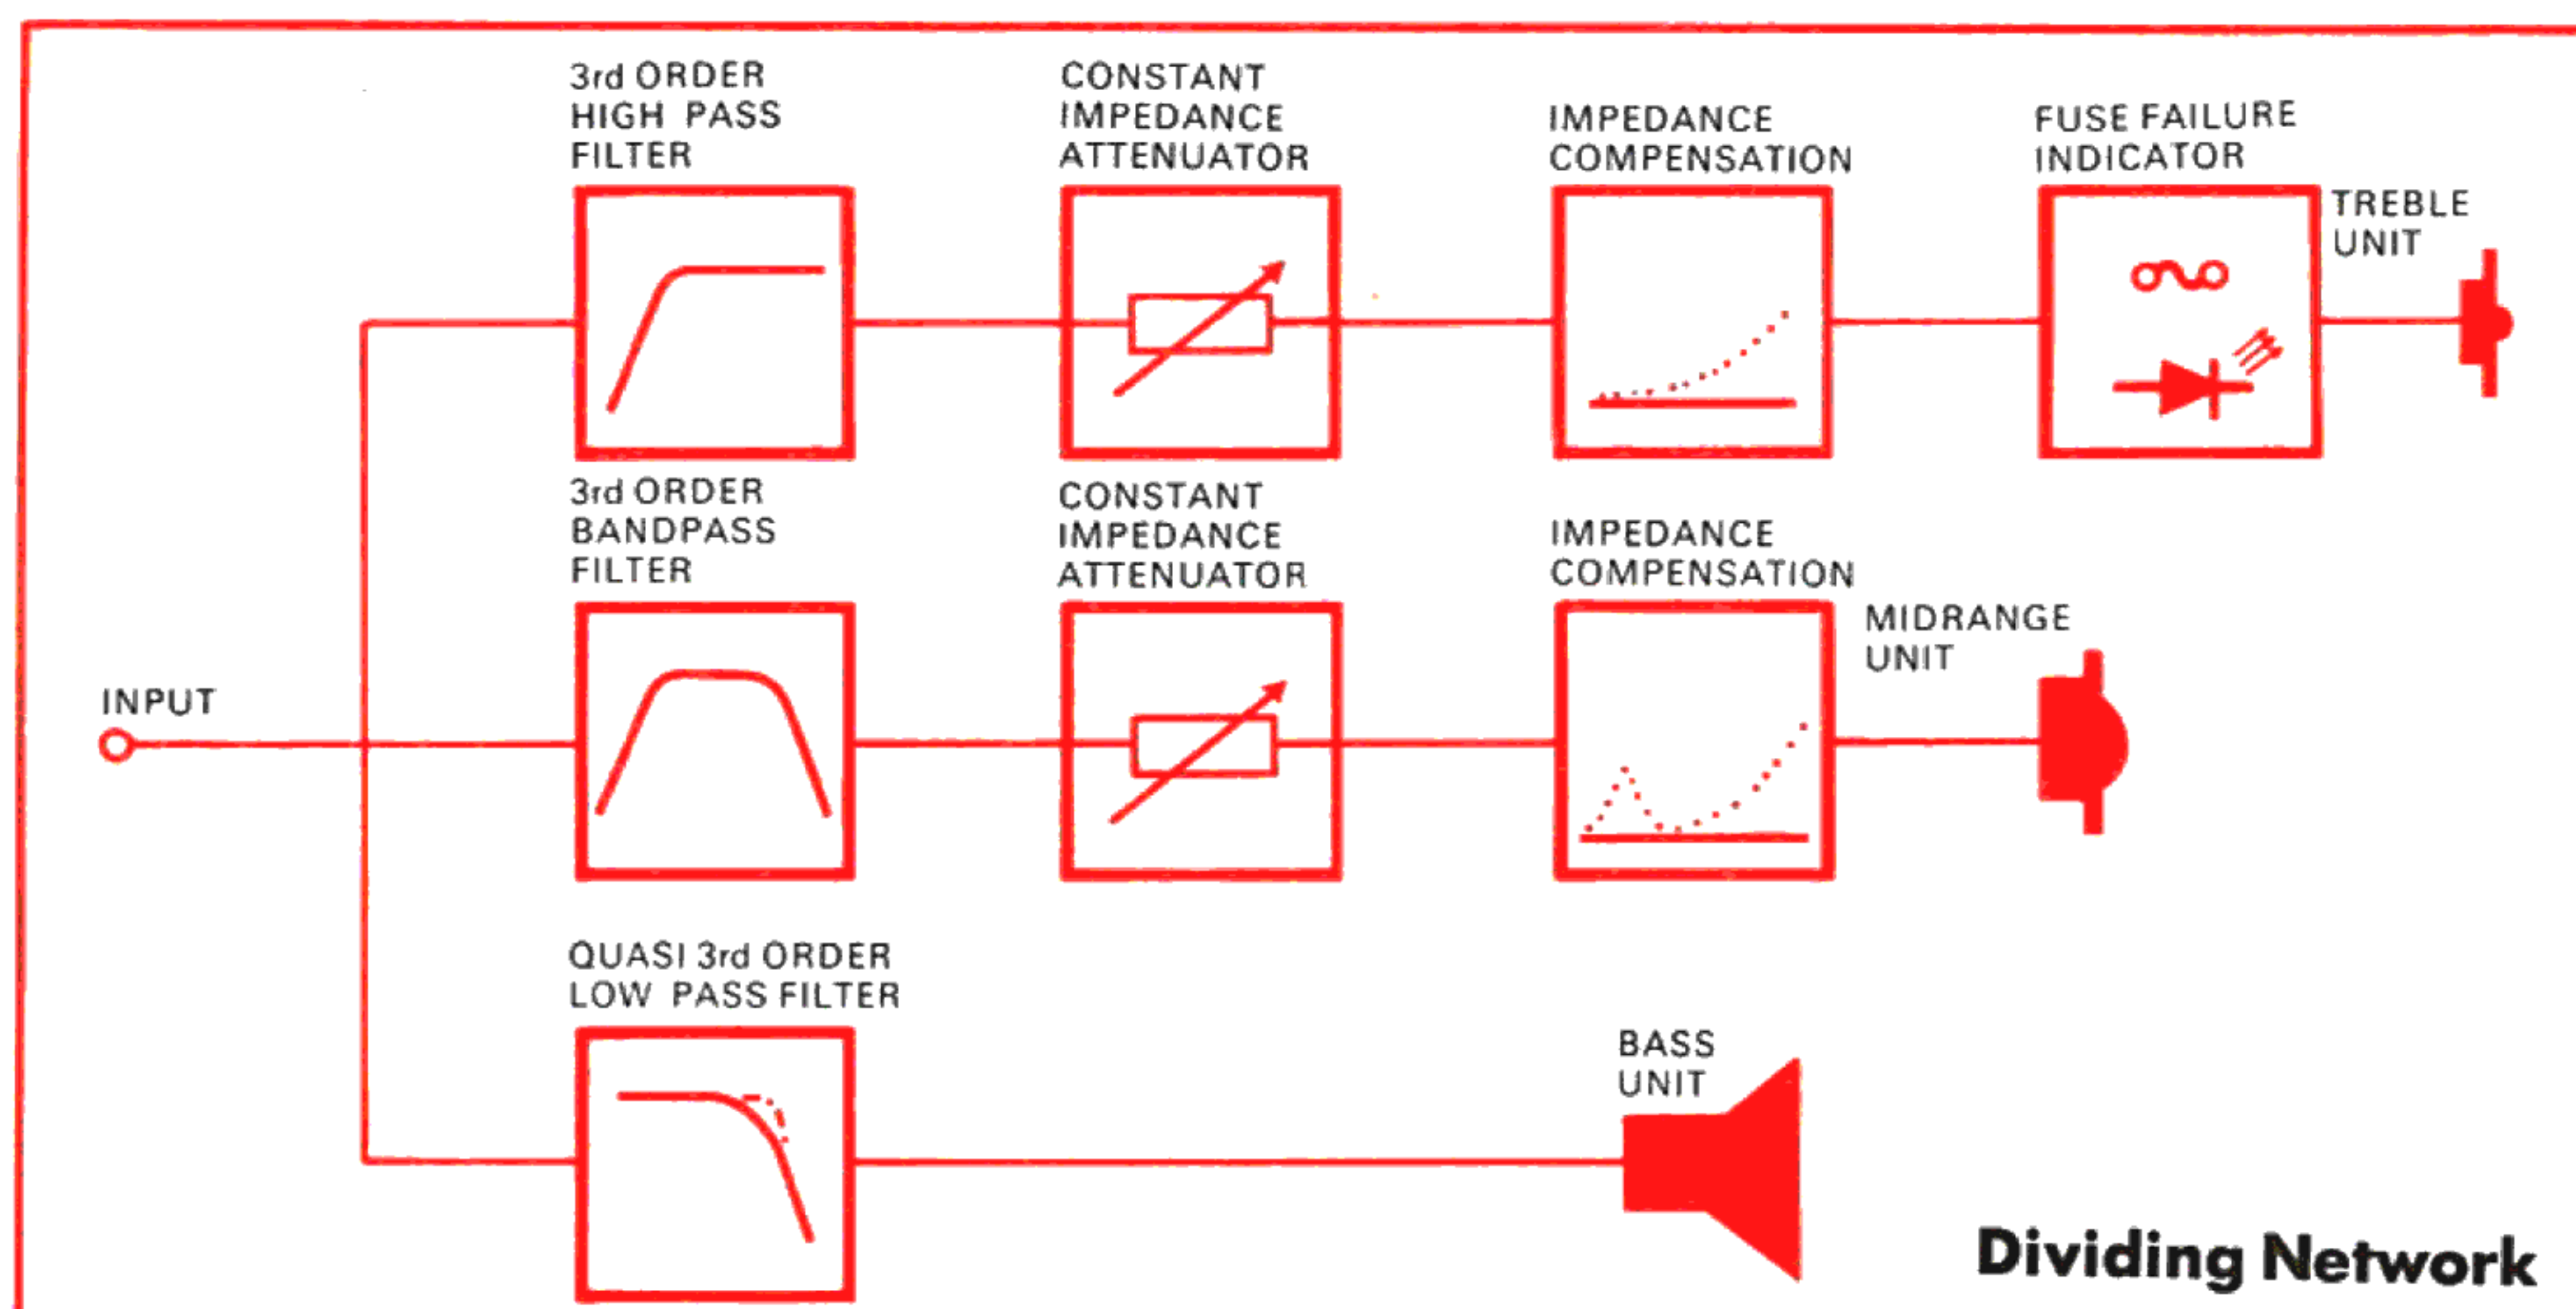 3rd ORDER
HIGH PASS
FILTER
CONSTANT
IMPEDANCE
ATTENUATOR
IMPEDANCE
COMPENSATION
FUSE FAILURE
INDICATOR
TREBLE
UNIT
3rd ORDER
BANDPASS
FILTER
CONSTANT
IMPEDANCE
ATTENUATOR
IMPEDANCE
COMPENSATION
MIDRANGE
UNIT
INPUT
QUASI 3rd ORDER
LOW PASS FILTER
BASS
UNIT
Dividing Network